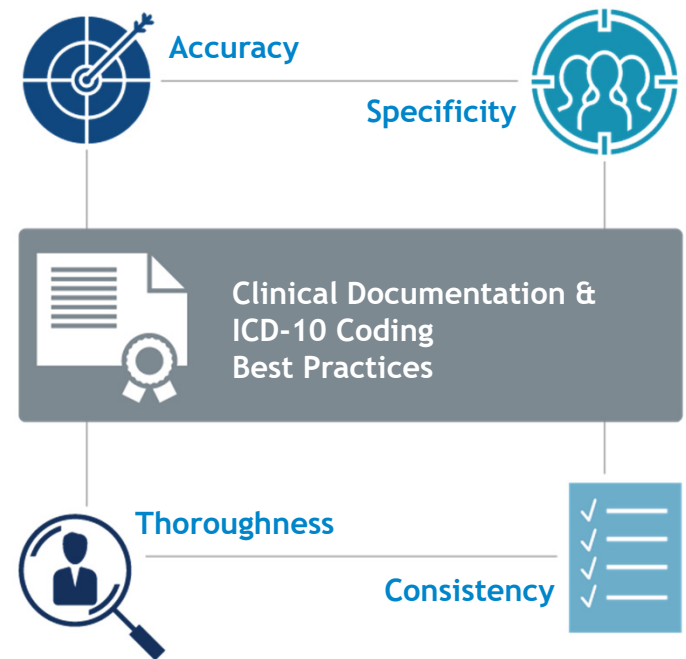 Accuracy
Specificity
Clinical Documentation &
ICD-10 Coding
Best Practices
Thoroughness
Consistency